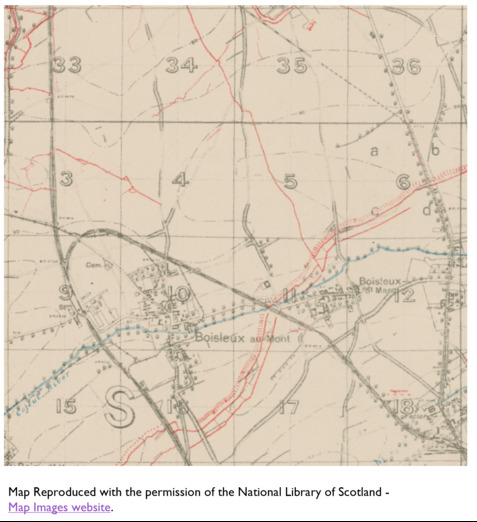 33 34 35 36
a b
3 4 5 6
c d
Cem.
Boisleux
St Marc
9 10 11 12
Boisleux au-Mont
Cojeul River
S
15 16 17 18
Map Reproduced with the permission of the National Library of Scotland -
Map Images website.